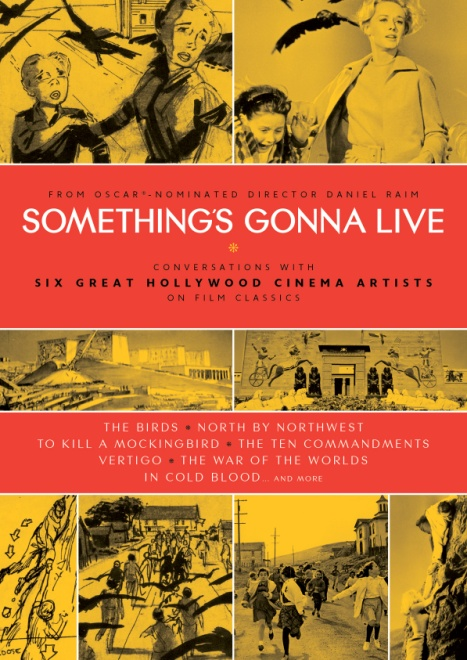 FROM OSCAR®-NOMINATED DIRECTOR DANIEL RAIM
SOMETHING'S GONNA LIVE
CONVERSATIONS WITH
SIX GREAT HOLLYWOOD CINEMA ARTISTS
ON FILM CLASSICS
THE BIRDS * NORTH BY NORTHWEST
TO KILL A MOCKINGBIRD * THE TEN COMMANDMENTS
VERTIGO * THE WAR OF THE WORLDS
IN COLD BLOOD... AND MORE